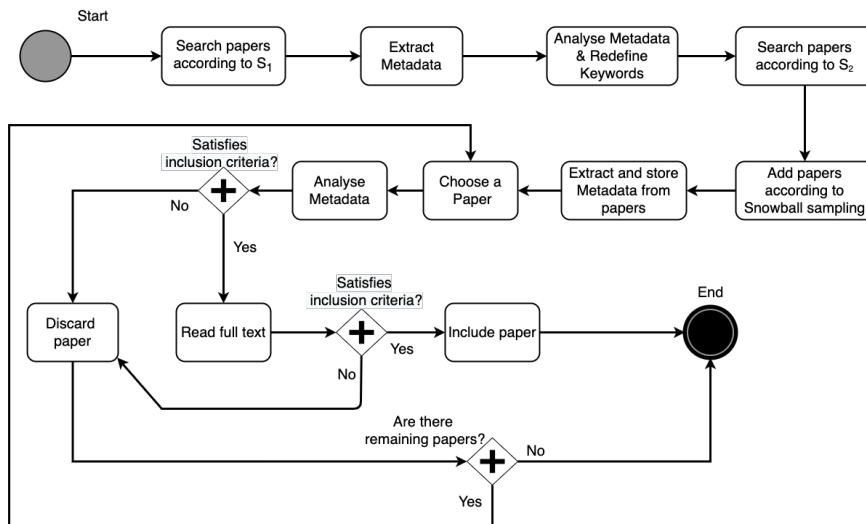 Start
Search papers
according to S₁
Extract
Metadata
Analyse Metadata
& Redefine
Keywords
Search papers
according to S₂
Satisfies
inclusion criteria?
Analyse
Metadata
Choose a
Paper
Extract and store
Metadata from
papers
Add papers
according to
Snowball sampling
No
Yes
Discard
paper
Read full text
Satisfies
inclusion criteria?
Yes
No
Include paper
End
Are there
remaining papers?
No
Yes